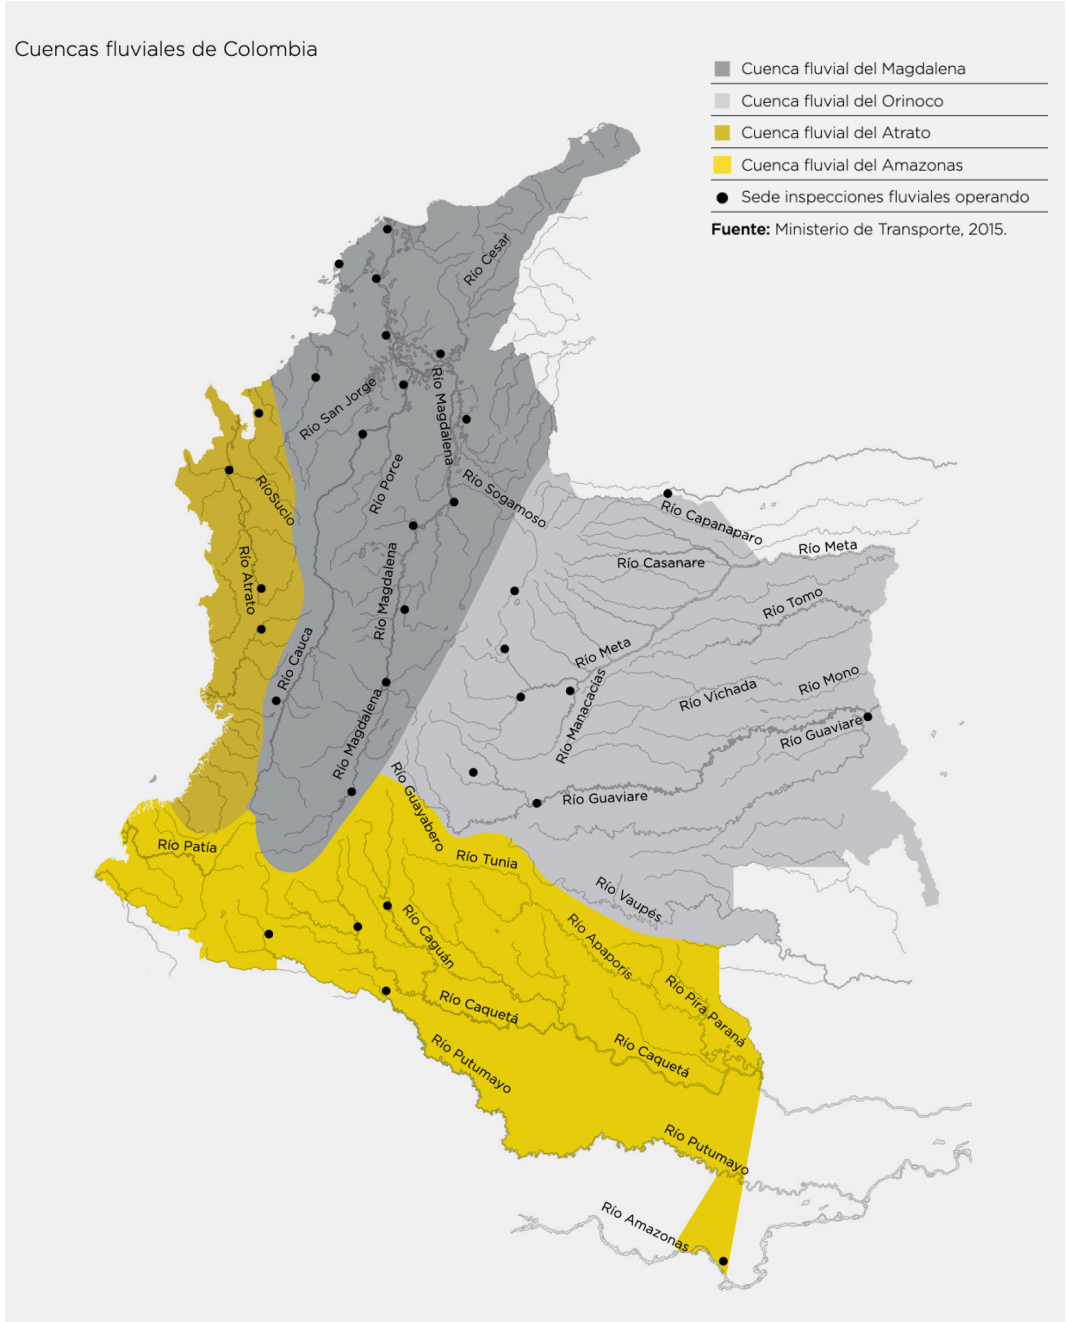 Cuencas fluviales de Colombia
Cuenca fluvial del Magdalena
Cuenca fluvial del Orinoco
Cuenca fluvial del Atrato
Cuenca fluvial del Amazonas
Sede inspecciones fluviales operando
Fuente: Ministerio de Transporte, 2015.
Río Cesar
Río San Jorge
Río Magdalena
Río Porce
Río Sogamoso
RíoSucio
Río Capanaparo
Río Meta
Río Casanare
Río Atrato
Río Magdalena
Río Tomo
Río Cauca
Río Meta
Río Manacacías
Río Vichada
Río Mono
Río Guaviare
Río Magdalena
Río Guayabero
Río Guaviare
Río Patía
Río Tunia
Río Vaupés
Río Caguán
Río Apaporis
Río Pirá Paraná
Río Caquetá
Río Caquetá
Río Putumayo
Río Putumayo
Río Amazonas